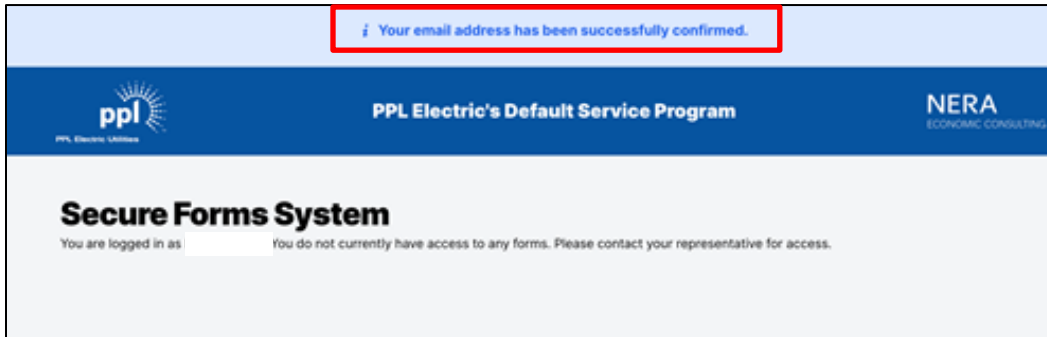 i Your email address has been successfully confirmed.
ppl
PPL Electric Utilities
PPL Electric's Default Service Program
NERA
ECONOMIC CONSULTING
Secure Forms System
You are logged in as You do not currently have access to any forms. Please contact your representative for access.